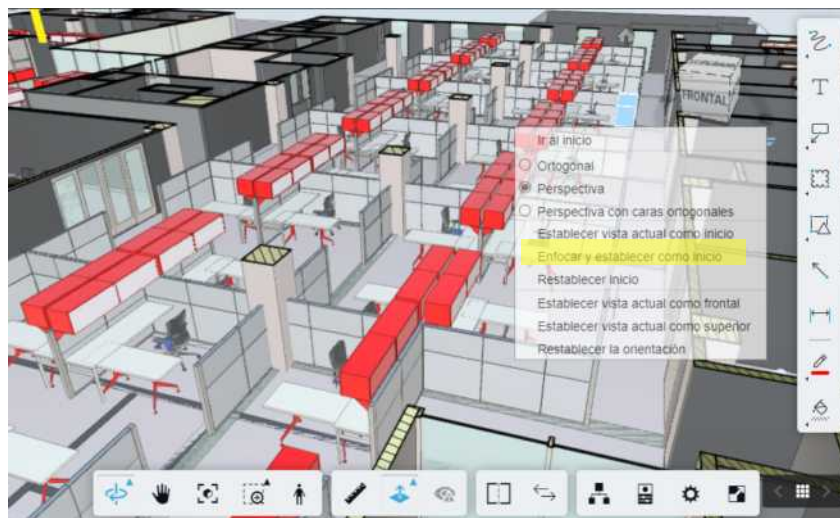 FRONTAL
Ir al inicio
Ortogonal
Perspectiva
Perspectiva con caras ortogonales
Establecer vista actual como inicio
Enfocar y establecer como inicio
Restablecer inicio
Establecer vista actual como frontal
Establecer vista actual como superior
Restablecer la orientación
T